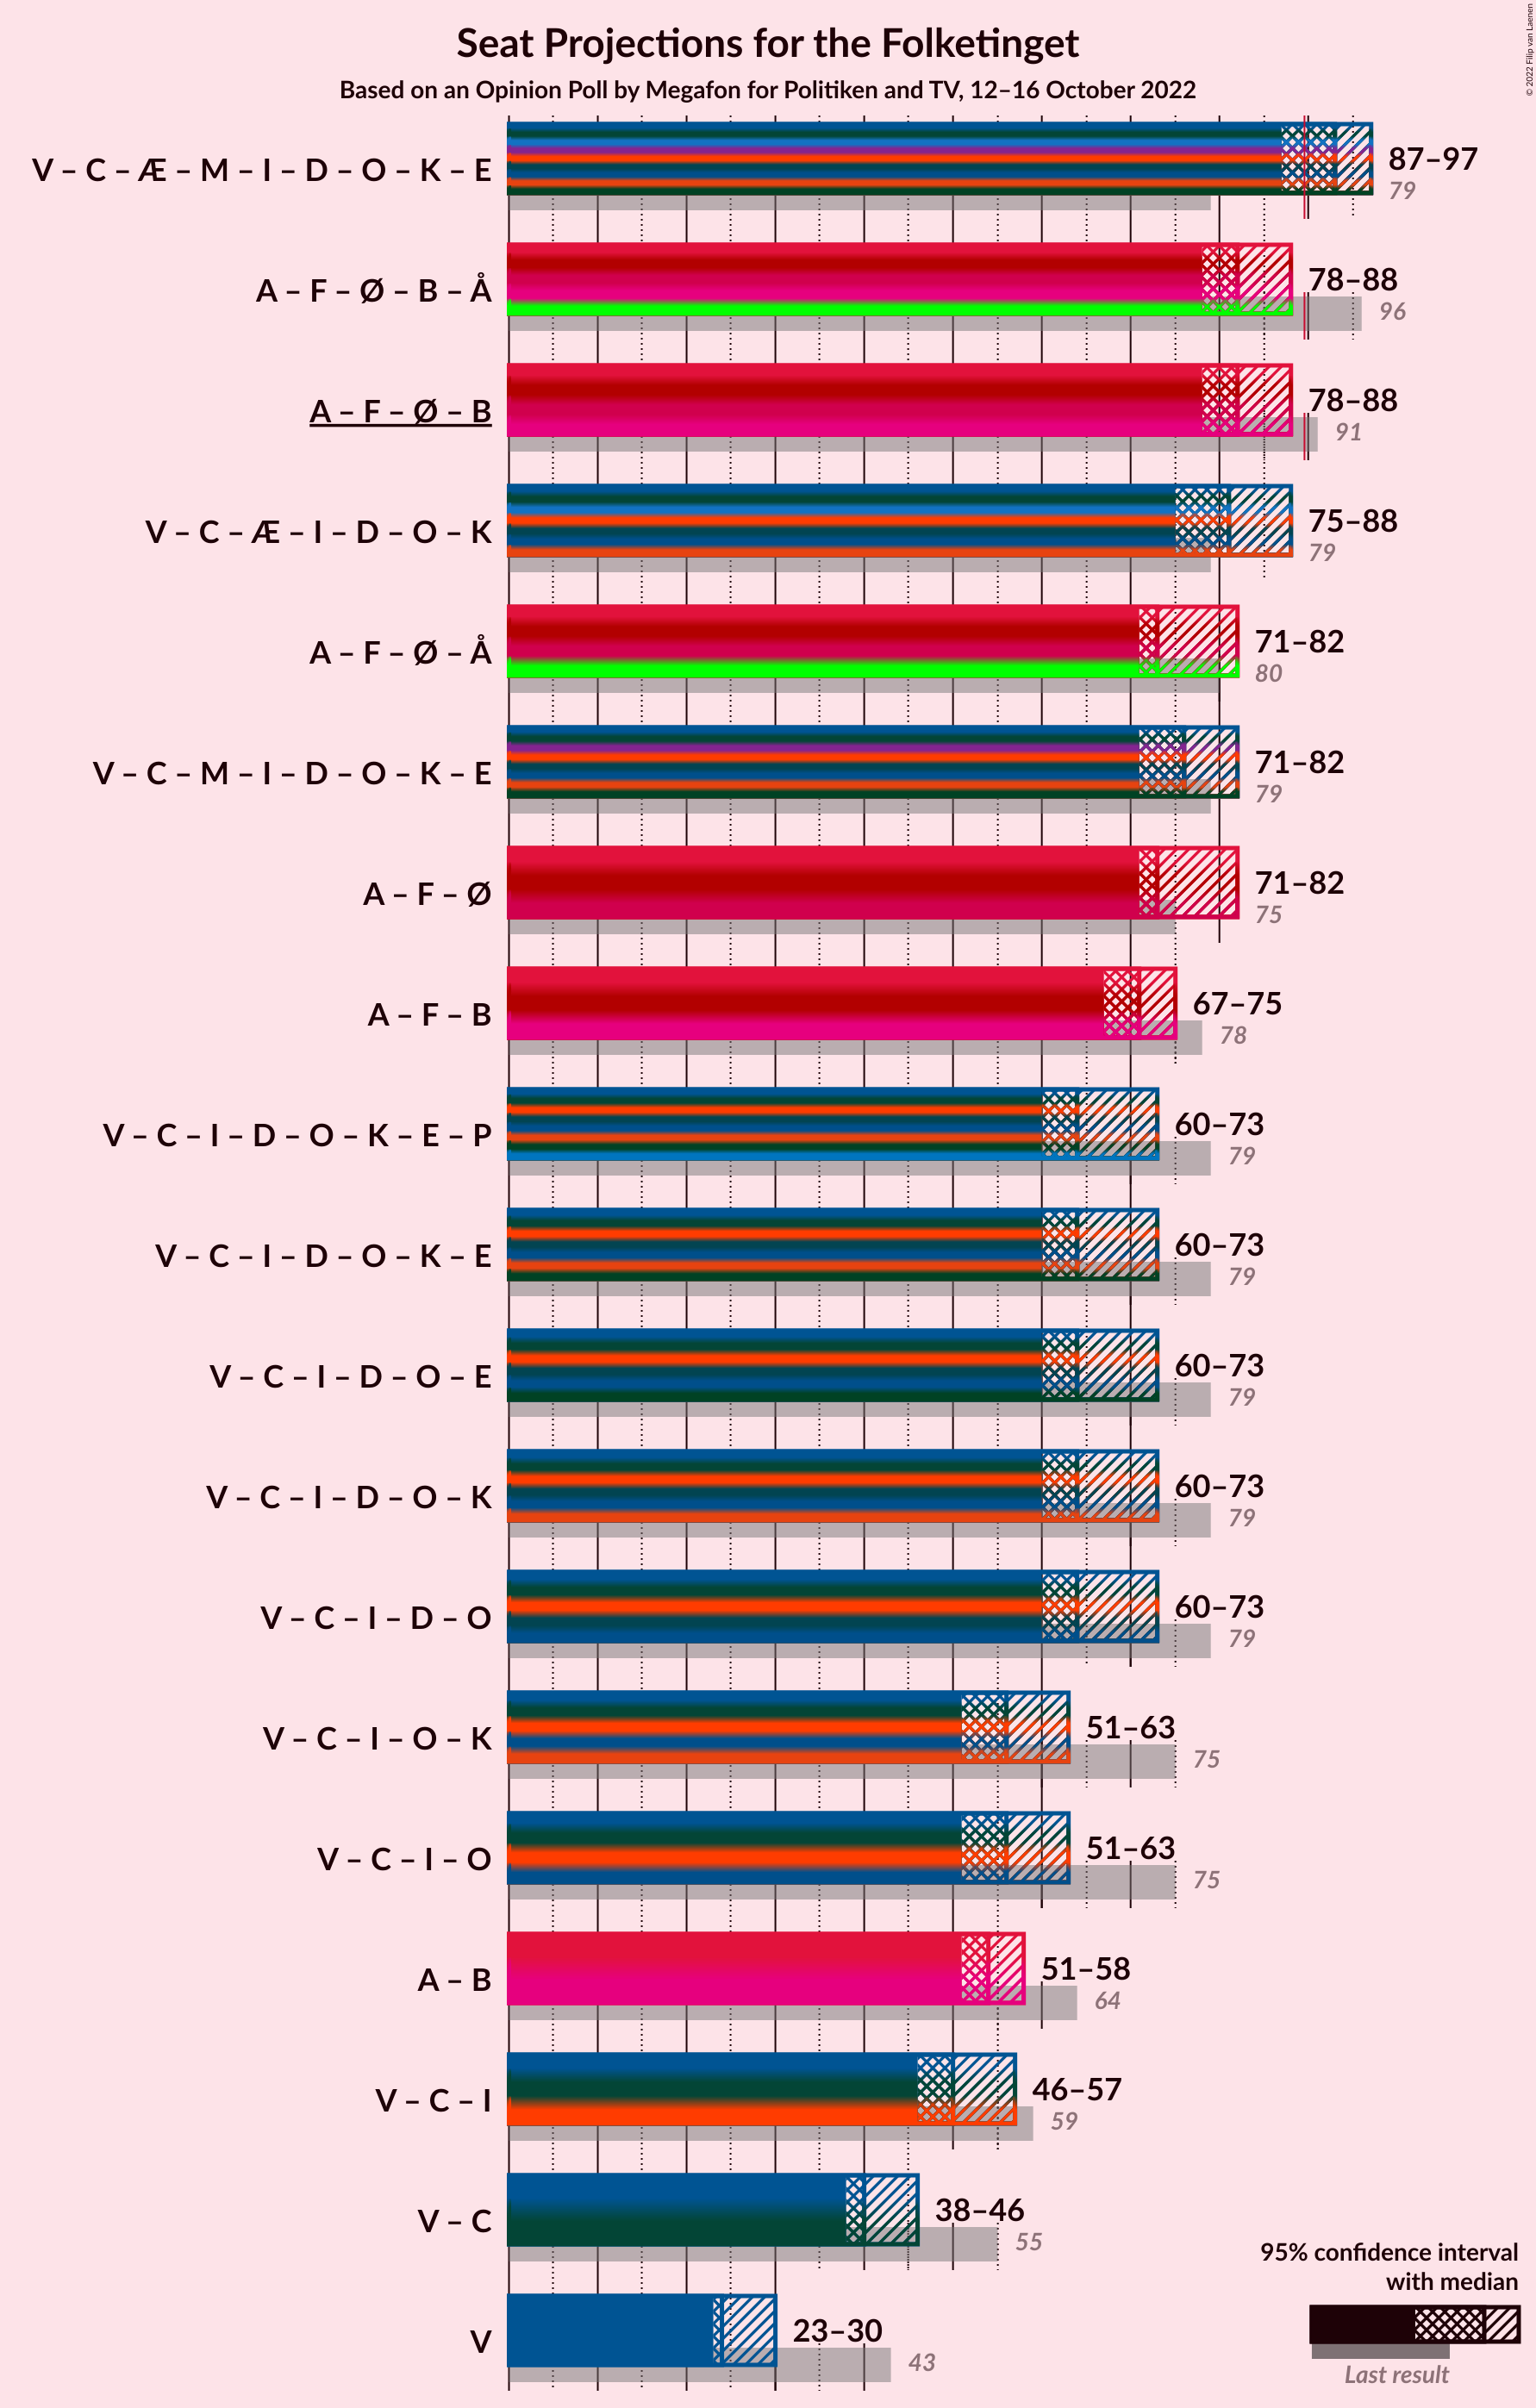 Seat Projections for the Folketinget
Based on an Opinion Poll by Megafon for Politiken and TV, 12–16 October 2022
© 2022 Filip van Laenen
V – C – Æ – M – I – D – O – K – E
87–97
79
A – F – Ø – B – Å
78–88
96
A – F – Ø – B
78–88
91
V – C – Æ – I – D – O – K
75–88
79
A – F – Ø – Å
71–82
80
V – C – M – I – D – O – K – E
71–82
79
A – F – Ø
71–82
75
A – F – B
67–75
78
V – C – I – D – O – K – E – P
60–73
79
V – C – I – D – O – K – E
60–73
79
V – C – I – D – O – E
60–73
79
V – C – I – D – O – K
60–73
79
V – C – I – D – O
60–73
79
V – C – I – O – K
51–63
75
V – C – I – O
51–63
75
A – B
51–58
64
V – C – I
46–57
59
V – C
38–46
55
V
23–30
43
95% confidence interval
with median
Last result